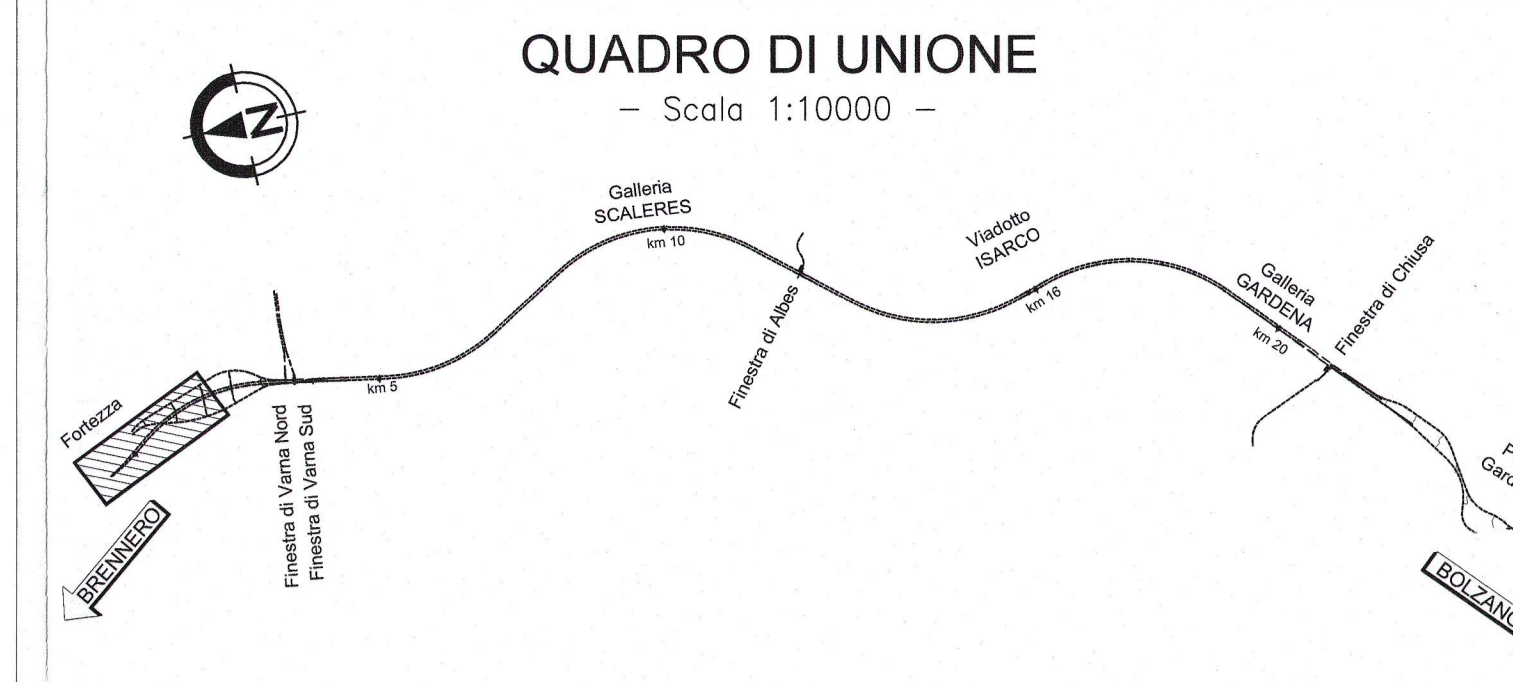 QUADRO DI UNIONE
– Scala 1:10000 –
N
Galleria
SCALERES
km 10
Viadotto
ISARCO
km 16
Galleria
GARDENA
km 20
Finestra di Chiusa
Finestra di Albes
km 5
Fortezza
Finestra di Varna Nord
Finestra di Varna Sud
BRENNERO
BOLZANO